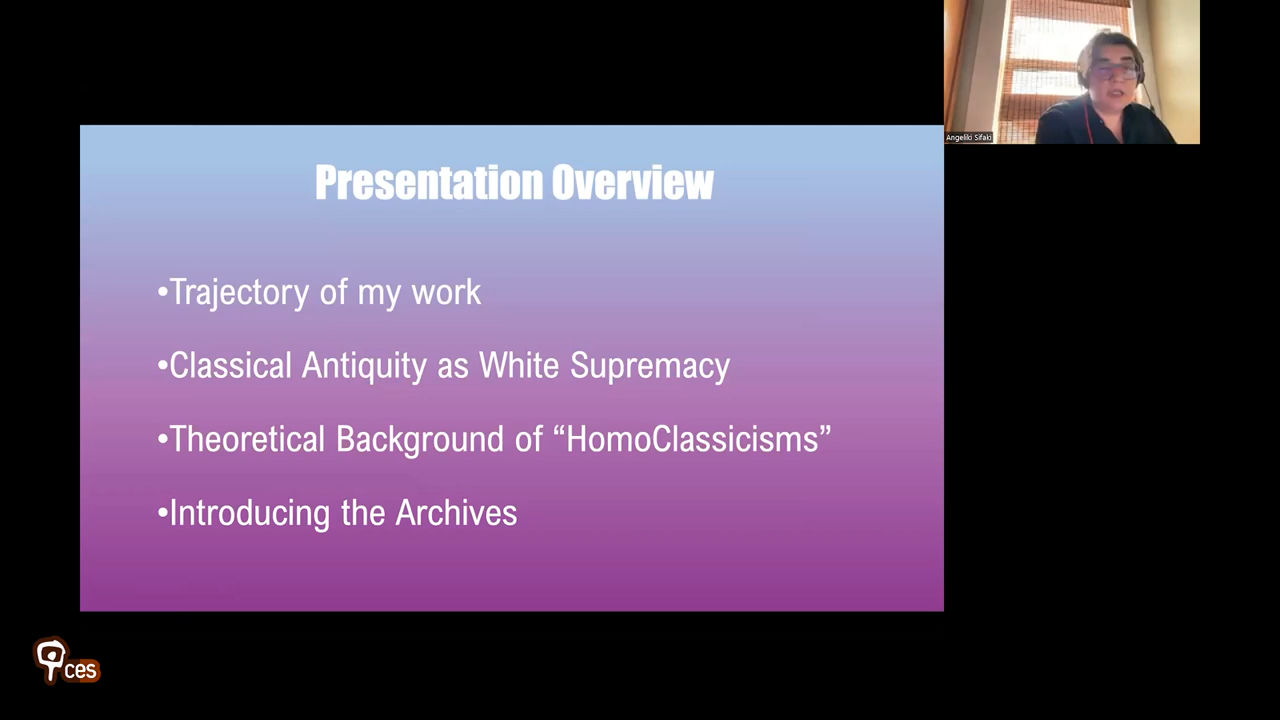 Angeliki Sifaki
Presentation Overview
•Trajectory of my work
•Classical Antiquity as White Supremacy
•Theoretical Background of “HomoClassicisms”
•Introducing the Archives
ces